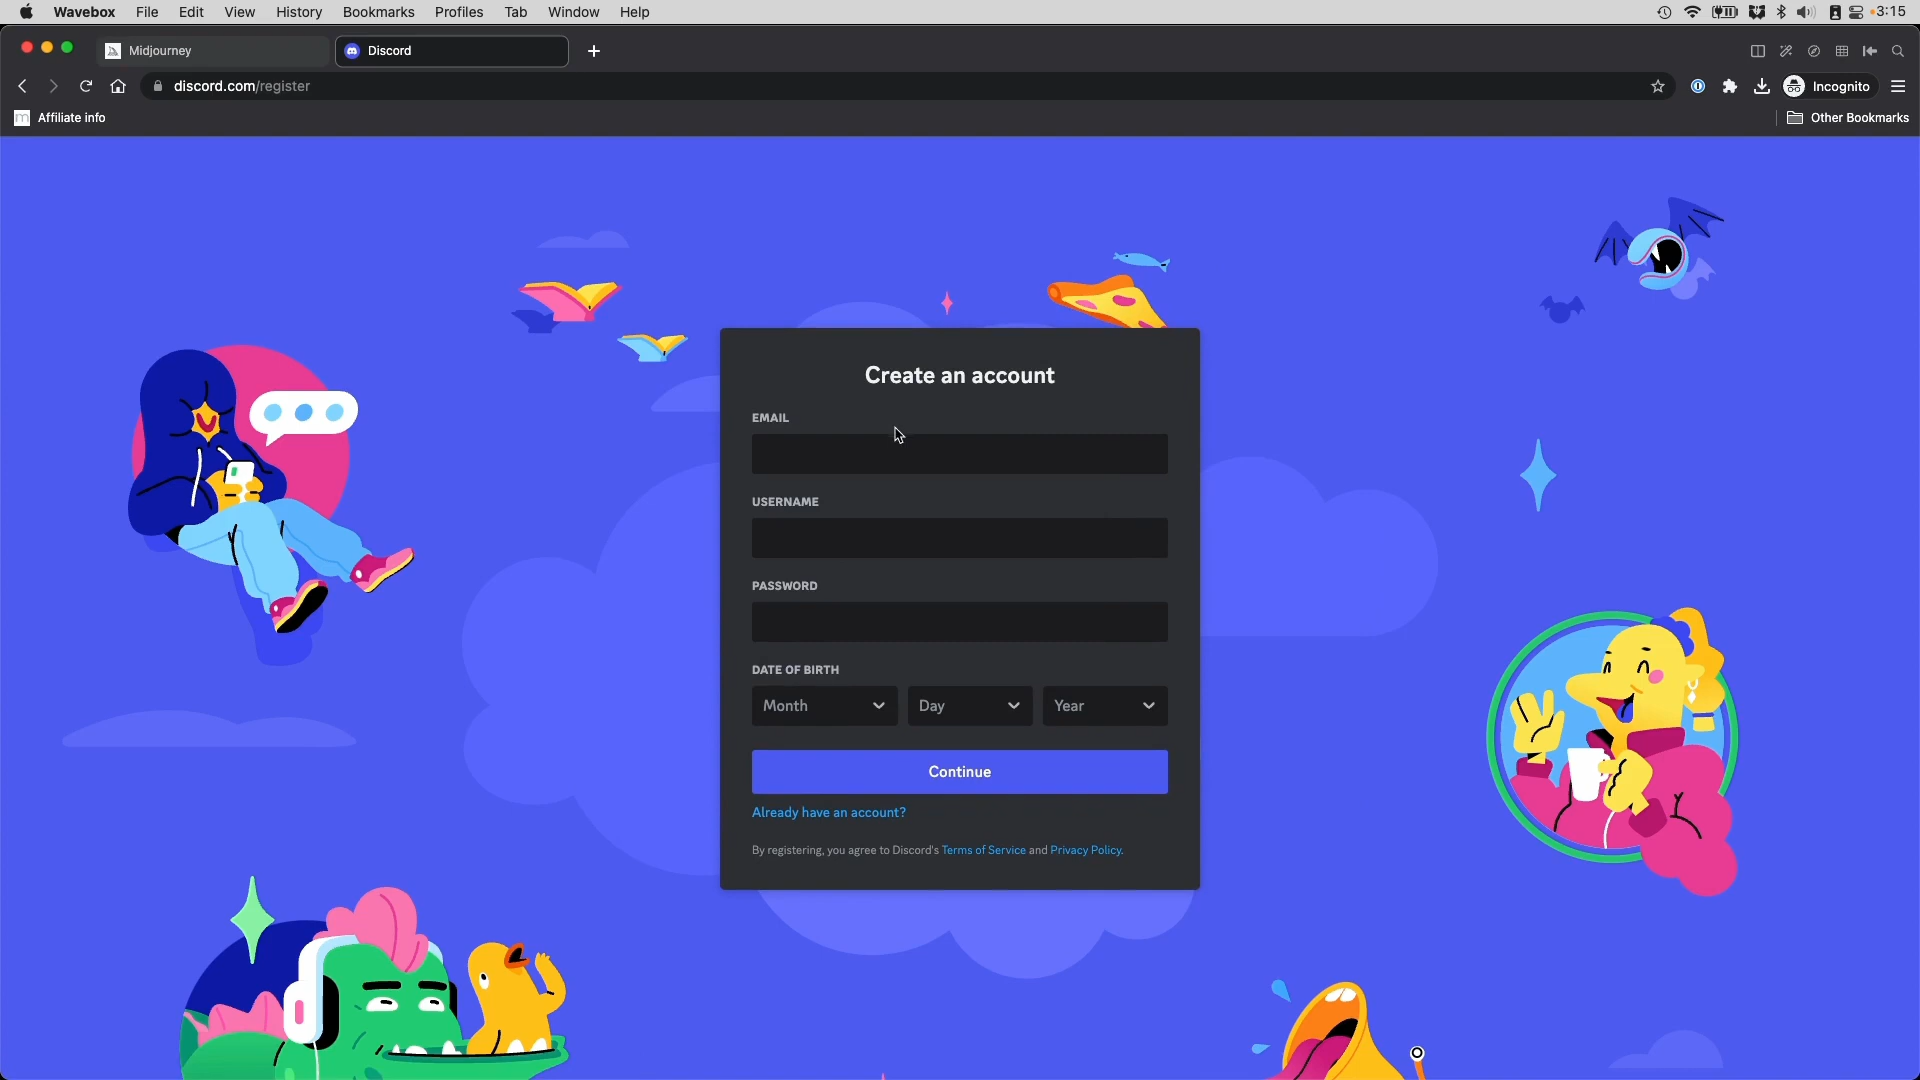 Wavebox File Edit View History Bookmarks Profiles Tab Window Help 3:15
Midjourney Discord
discord.com/register Incognito
Affiliate info Other Bookmarks
Create an account
EMAIL
USERNAME
PASSWORD
DATE OF BIRTH
Month Day Year
Continue
Already have an account?
By registering, you agree to Discord's Terms of Service and Privacy Policy.